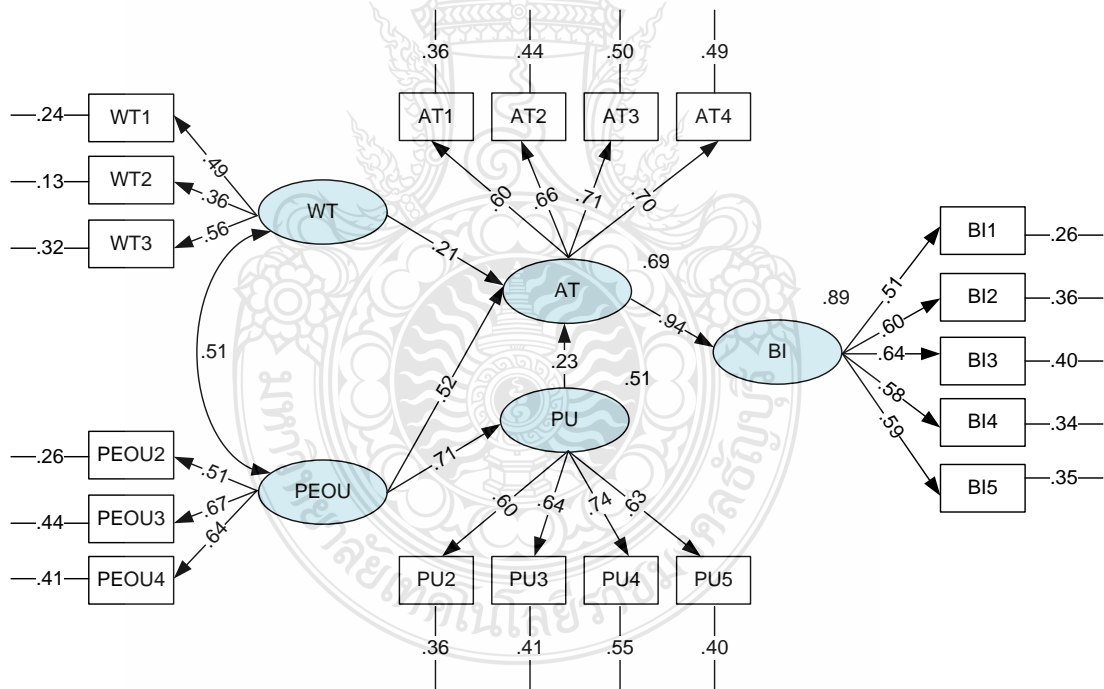 .36 .44 .50 .49
.24 WT1 AT1 AT2 AT3 AT4
.13 WT2
.32 WT3
.49
.36
.56
WT
.60 .66 .71 .70
.21
AT .69
.94
BI .89
BI1 .26
BI2 .36
BI3 .40
BI4 .34
BI5 .35
.51
.60
.64
.58
.59
.51
.52
.23
PU .51
.71
.26 PEOU2
.44 PEOU3
.41 PEOU4
.51
.67
.64
PEOU
.60 .64 .74 .63
PU2 PU3 PU4 PU5
.36 .41 .55 .40